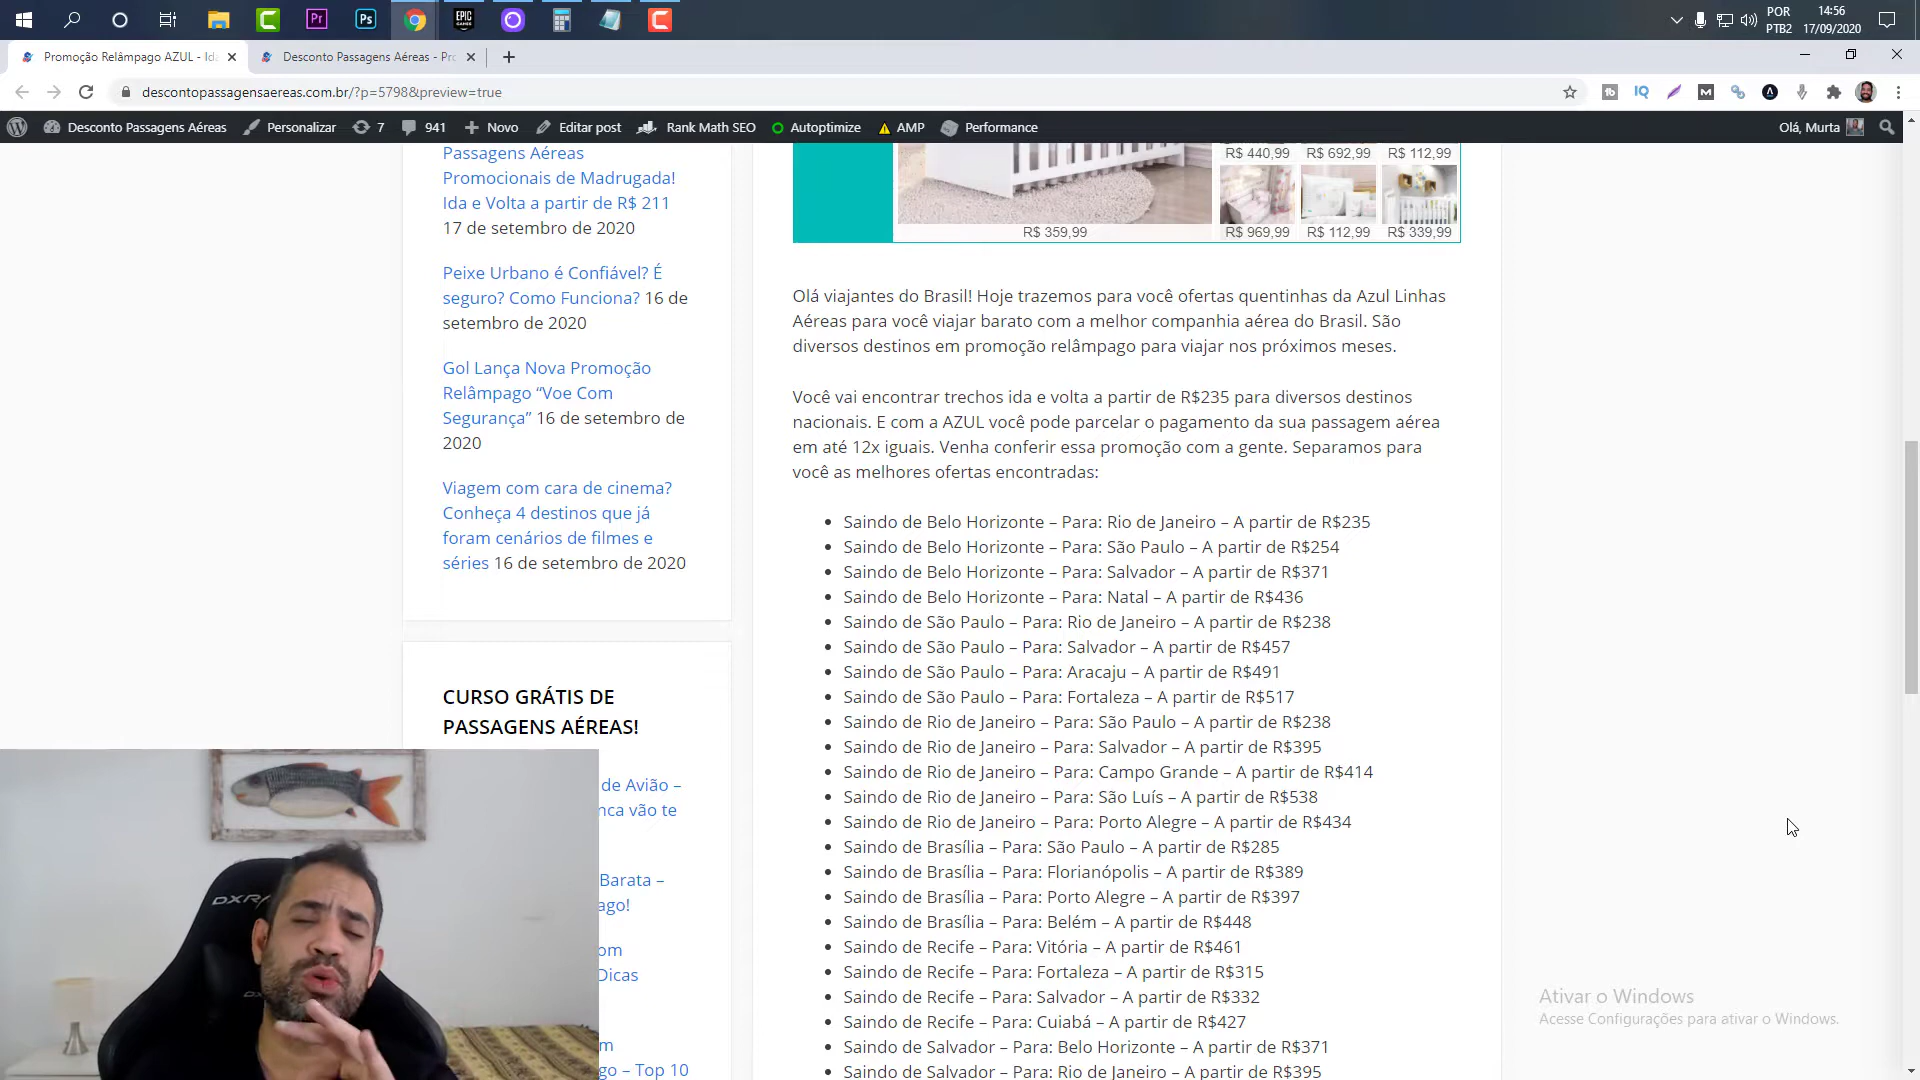 POR
PTB2
14:56
17/09/2020
Promoção Relâmpago AZUL - Ida
Desconto Passagens Aéreas - Pro
descontopassagensaereas.com.br/?p=5798&preview=true
Desconto Passagens Aéreas
Personalizar
7
941
Novo
Editar post
Rank Math SEO
Autoptimize
AMP
Performance
Olá, Murta
Passagens Aéreas
Promocionais de Madrugada!
Ida e Volta a partir de R$ 211
17 de setembro de 2020
Peixe Urbano é Confiável? É
seguro? Como Funciona? 16 de
setembro de 2020
Gol Lança Nova Promoção
Relâmpago “Voe Com
Segurança” 16 de setembro de
2020
Viagem com cara de cinema?
Conheça 4 destinos que já
foram cenários de filmes e
séries 16 de setembro de 2020
CURSO GRÁTIS DE
PASSAGENS AÉREAS!
de Avião –
nca vão te
Barata –
ago!
om
Dicas
m
go – Top 10
R$ 440,99 R$ 692,99 R$ 112,99
R$ 359,99 R$ 969,99 R$ 112,99 R$ 339,99
Olá viajantes do Brasil! Hoje trazemos para você ofertas quentinhas da Azul Linhas
Aéreas para você viajar barato com a melhor companhia aérea do Brasil. São
diversos destinos em promoção relâmpago para viajar nos próximos meses.
Você vai encontrar trechos ida e volta a partir de R$235 para diversos destinos
nacionais. E com a AZUL você pode parcelar o pagamento da sua passagem aérea
em até 12x iguais. Venha conferir essa promoção com a gente. Separamos para
você as melhores ofertas encontradas:
• Saindo de Belo Horizonte – Para: Rio de Janeiro – A partir de R$235
• Saindo de Belo Horizonte – Para: São Paulo – A partir de R$254
• Saindo de Belo Horizonte – Para: Salvador – A partir de R$371
• Saindo de Belo Horizonte – Para: Natal – A partir de R$436
• Saindo de São Paulo – Para: Rio de Janeiro – A partir de R$238
• Saindo de São Paulo – Para: Salvador – A partir de R$457
• Saindo de São Paulo – Para: Aracaju – A partir de R$491
• Saindo de São Paulo – Para: Fortaleza – A partir de R$517
• Saindo de Rio de Janeiro – Para: São Paulo – A partir de R$238
• Saindo de Rio de Janeiro – Para: Salvador – A partir de R$395
• Saindo de Rio de Janeiro – Para: Campo Grande – A partir de R$414
• Saindo de Rio de Janeiro – Para: São Luís – A partir de R$538
• Saindo de Rio de Janeiro – Para: Porto Alegre – A partir de R$434
• Saindo de Brasília – Para: São Paulo – A partir de R$285
• Saindo de Brasília – Para: Florianópolis – A partir de R$389
• Saindo de Brasília – Para: Porto Alegre – A partir de R$397
• Saindo de Brasília – Para: Belém – A partir de R$448
• Saindo de Recife – Para: Vitória – A partir de R$461
• Saindo de Recife – Para: Fortaleza – A partir de R$315
• Saindo de Recife – Para: Salvador – A partir de R$332
• Saindo de Recife – Para: Cuiabá – A partir de R$427
• Saindo de Salvador – Para: Belo Horizonte – A partir de R$371
• Saindo de Salvador – Para: Rio de Janeiro – A partir de R$395
Ativar o Windows
Acesse Configurações para ativar o Windows.